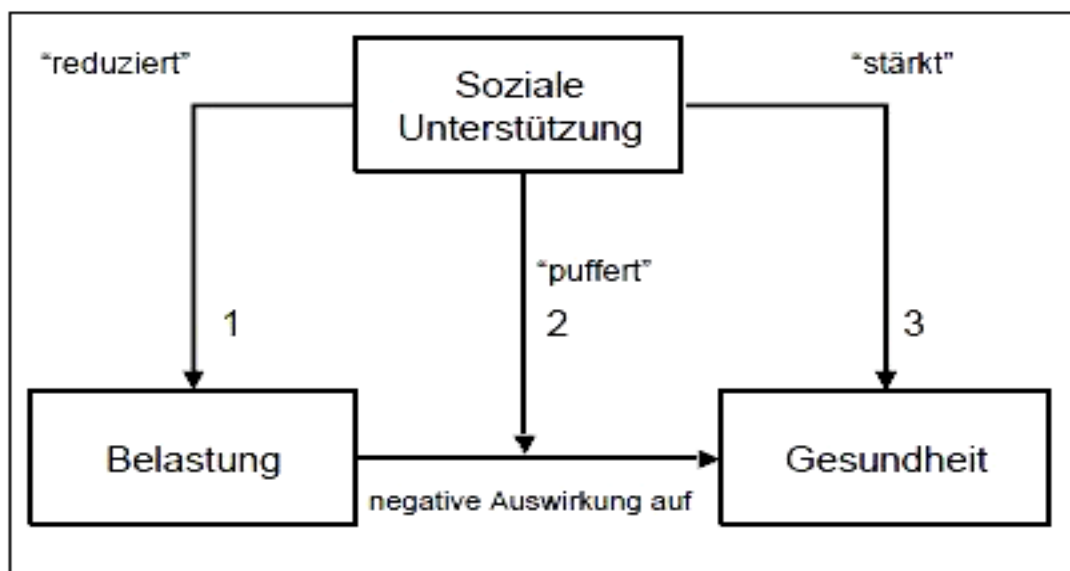 “reduziert”
Soziale
Unterstützung
“stärkt”
“puffert”
1
2
3
Belastung
Gesundheit
negative Auswirkung auf